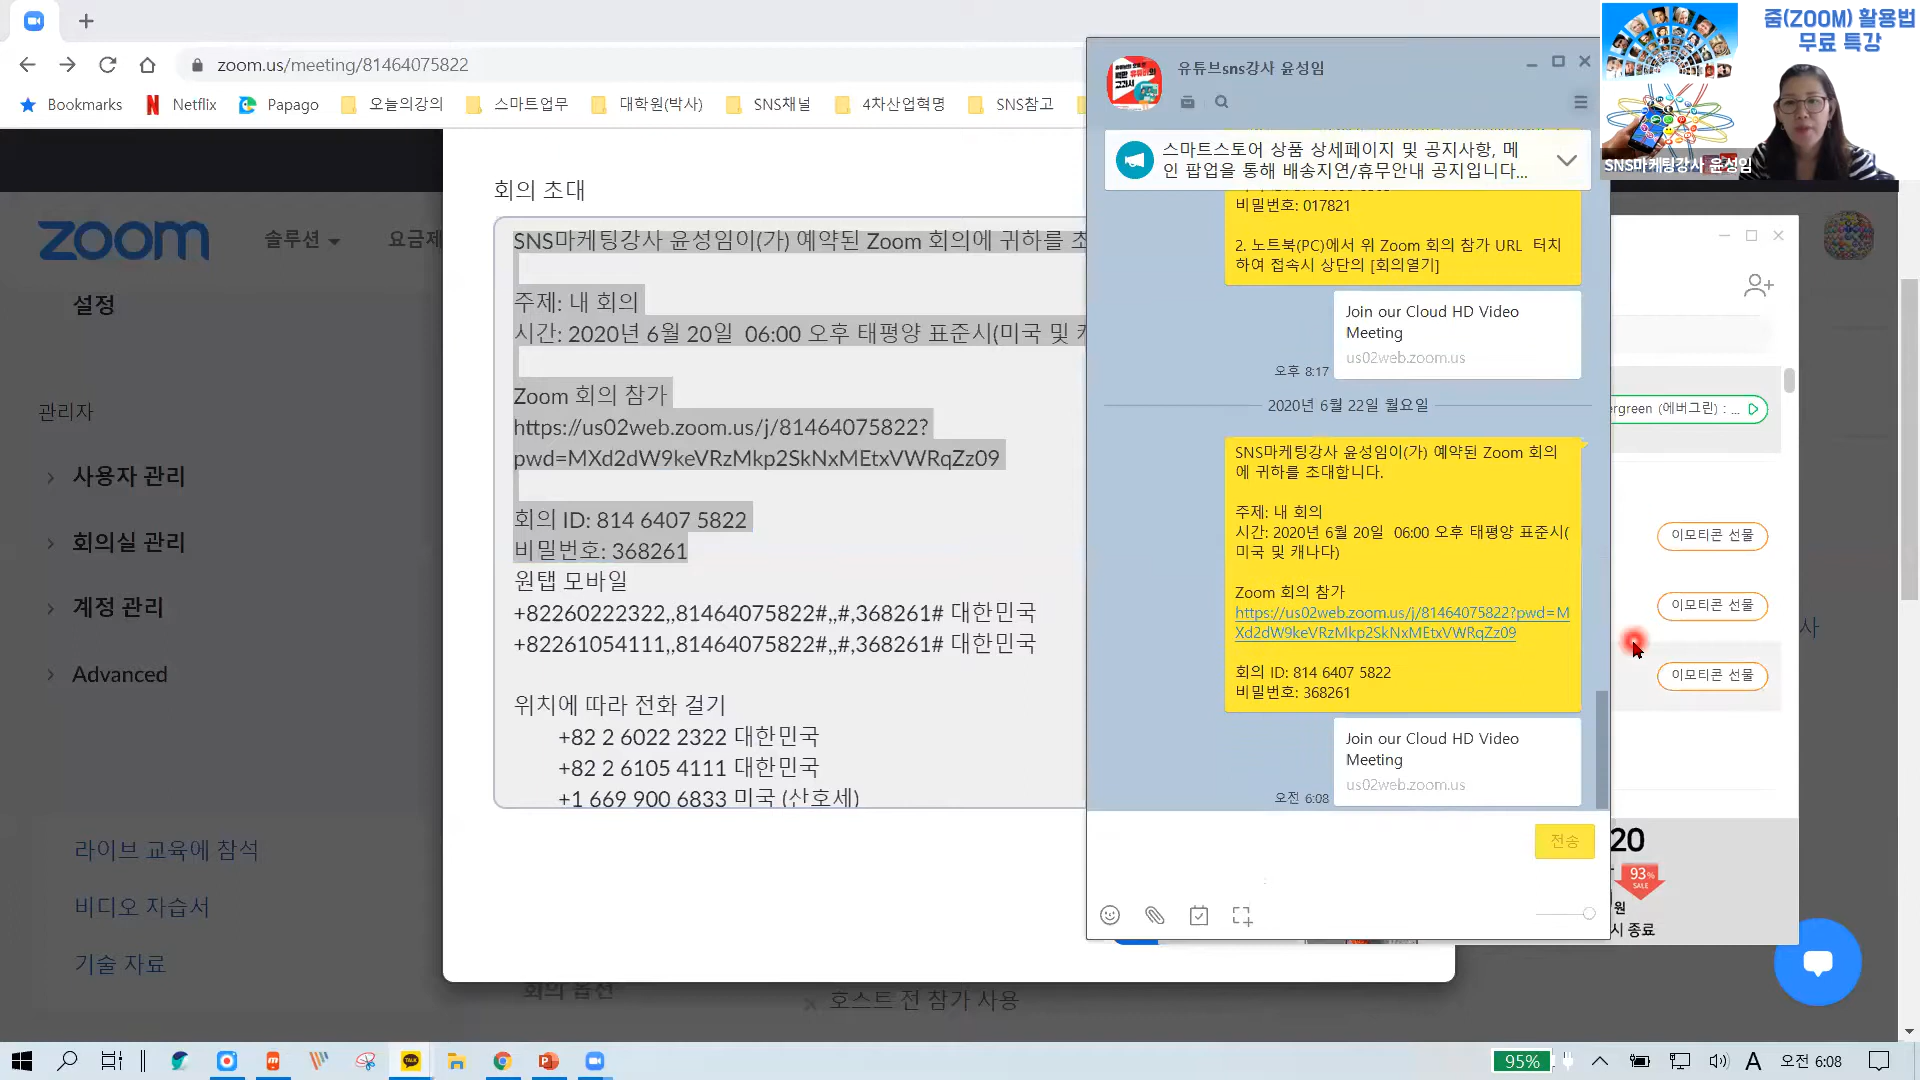 zoom.us/meeting/81464075822
Bookmarks
Netflix
Papago
오늘의강의
스마트업무
대학원(박사)
SNS채널
4차산업혁명
SNS참고
줌(ZOOM) 활용법
무료 특강
SNS마케팅강사 윤성임
zoom
솔루션
설정
관리자
사용자 관리
회의실 관리
계정 관리
Advanced
라이브 교육에 참석
비디오 자습서
기술 자료
회의 초대
SNS마케팅강사 윤성임이(가) 예약된 Zoom 회의에 귀하를 초
주제: 내 회의
시간: 2020년 6월 20일  06:00 오후 태평양 표준시(미국 및
Zoom 회의 참가
https://us02web.zoom.us/j/81464075822?
pwd=MXd2dW9keVRzMkp2SkNxMEtxVWRqZz09
회의 ID: 814 6407 5822
비밀번호: 368261
원탭 모바일
+82260222322,,81464075822#,,#,368261# 대한민국
+82261054111,,81464075822#,,#,368261# 대한민국
위치에 따라 전화 걸기
+82 2 6022 2322 대한민국
+82 2 6105 4111 대한민국
+1 669 900 6833 미국 (산호세)
회의 옵션
호스트 전 참가 사용
유튜브sns강사 윤성임
스마트스토어 상품 상세페이지 및 공지사항, 메
인 팝업을 통해 배송지연/휴무안내 공지입니다...
비밀번호: 017821
2. 노트북(PC)에서 위 Zoom 회의 참가 URL  터치
하여 접속시 상단의 [회의열기]
Join our Cloud HD Video
Meeting
us02web.zoom.us
오후 8:17
2020년 6월 22일 월요일
SNS마케팅강사 윤성임이(가) 예약된 Zoom 회의
에 귀하를 초대합니다.
주제: 내 회의
시간: 2020년 6월 20일  06:00 오후 태평양 표준시(
미국 및 캐나다)
Zoom 회의 참가
https://us02web.zoom.us/j/81464075822?pwd=M
Xd2dW9keVRzMkp2SkNxMEtxVWRqZz09
회의 ID: 814 6407 5822
비밀번호: 368261
Join our Cloud HD Video
Meeting
us02web.zoom.us
오전 6:08
전송
ergreen (에버그린) : ...
이모티콘 선물
이모티콘 선물
이모티콘 선물
20
93%
SALE
원
시 종료
95%
A
오전 6:08